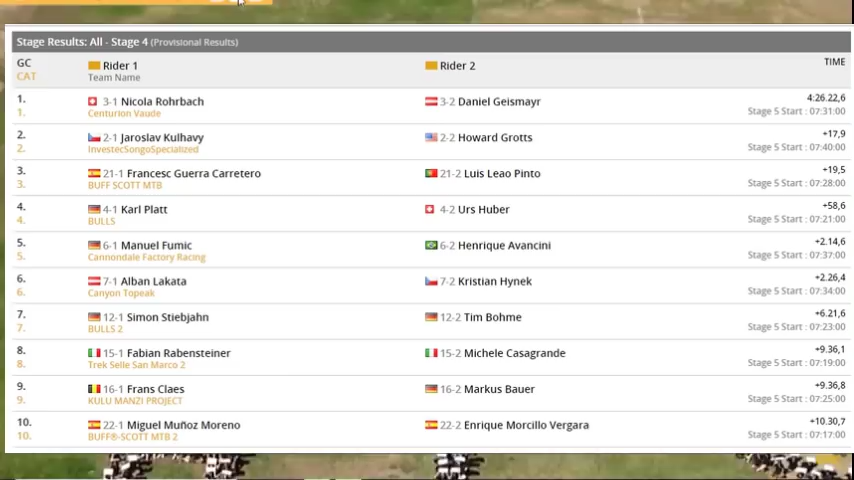 Stage Results: All - Stage 4 (Provisional Results)
GC Rider 1 Rider 2 TIME
CAT Team Name
1. 3-1 Nicola Rohrbach 3-2 Daniel Geismayr 4:26.22,6
1. Centurion Vaude Stage 5 Start : 07:31:00
2. 2-1 Jaroslav Kulhavy 2-2 Howard Grotts +17,9
2. InvestecSongoSpecialized Stage 5 Start : 07:40:00
3. 21-1 Francesc Guerra Carretero 21-2 Luis Leao Pinto +19,5
3. BUFF SCOTT MTB Stage 5 Start : 07:28:00
4. 4-1 Karl Platt 4-2 Urs Huber +58,6
4. BULLS Stage 5 Start : 07:21:00
5. 6-1 Manuel Fumic 6-2 Henrique Avancini +2.14,6
5. Cannondale Factory Racing Stage 5 Start : 07:37:00
6. 7-1 Alban Lakata 7-2 Kristian Hynek +2.26,4
6. Canyon Topeak Stage 5 Start : 07:34:00
7. 12-1 Simon Stiebjahn 12-2 Tim Bohme +6.21,6
7. BULLS 2 Stage 5 Start : 07:23:00
8. 15-1 Fabian Rabensteiner 15-2 Michele Casagrande +9.36,1
8. Trek Selle San Marco 2 Stage 5 Start : 07:19:00
9. 16-1 Frans Claes 16-2 Markus Bauer +9.36,8
9. KULU MANZI PROJECT Stage 5 Start : 07:25:00
10. 22-1 Miguel Muñoz Moreno 22-2 Enrique Morcillo Vergara +10.30,7
10. BUFF®-SCOTT MTB 2 Stage 5 Start : 07:17:00